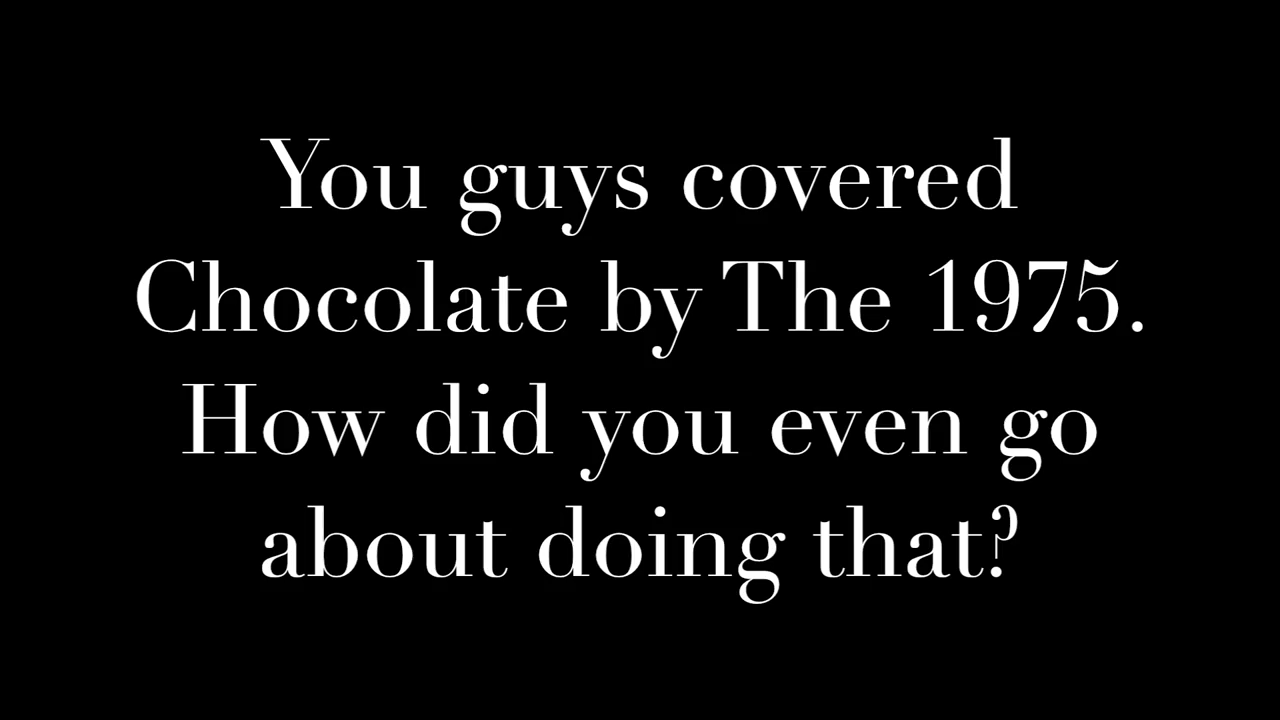 You guys covered
Chocolate by The 1975.
How did you even go
about doing that?